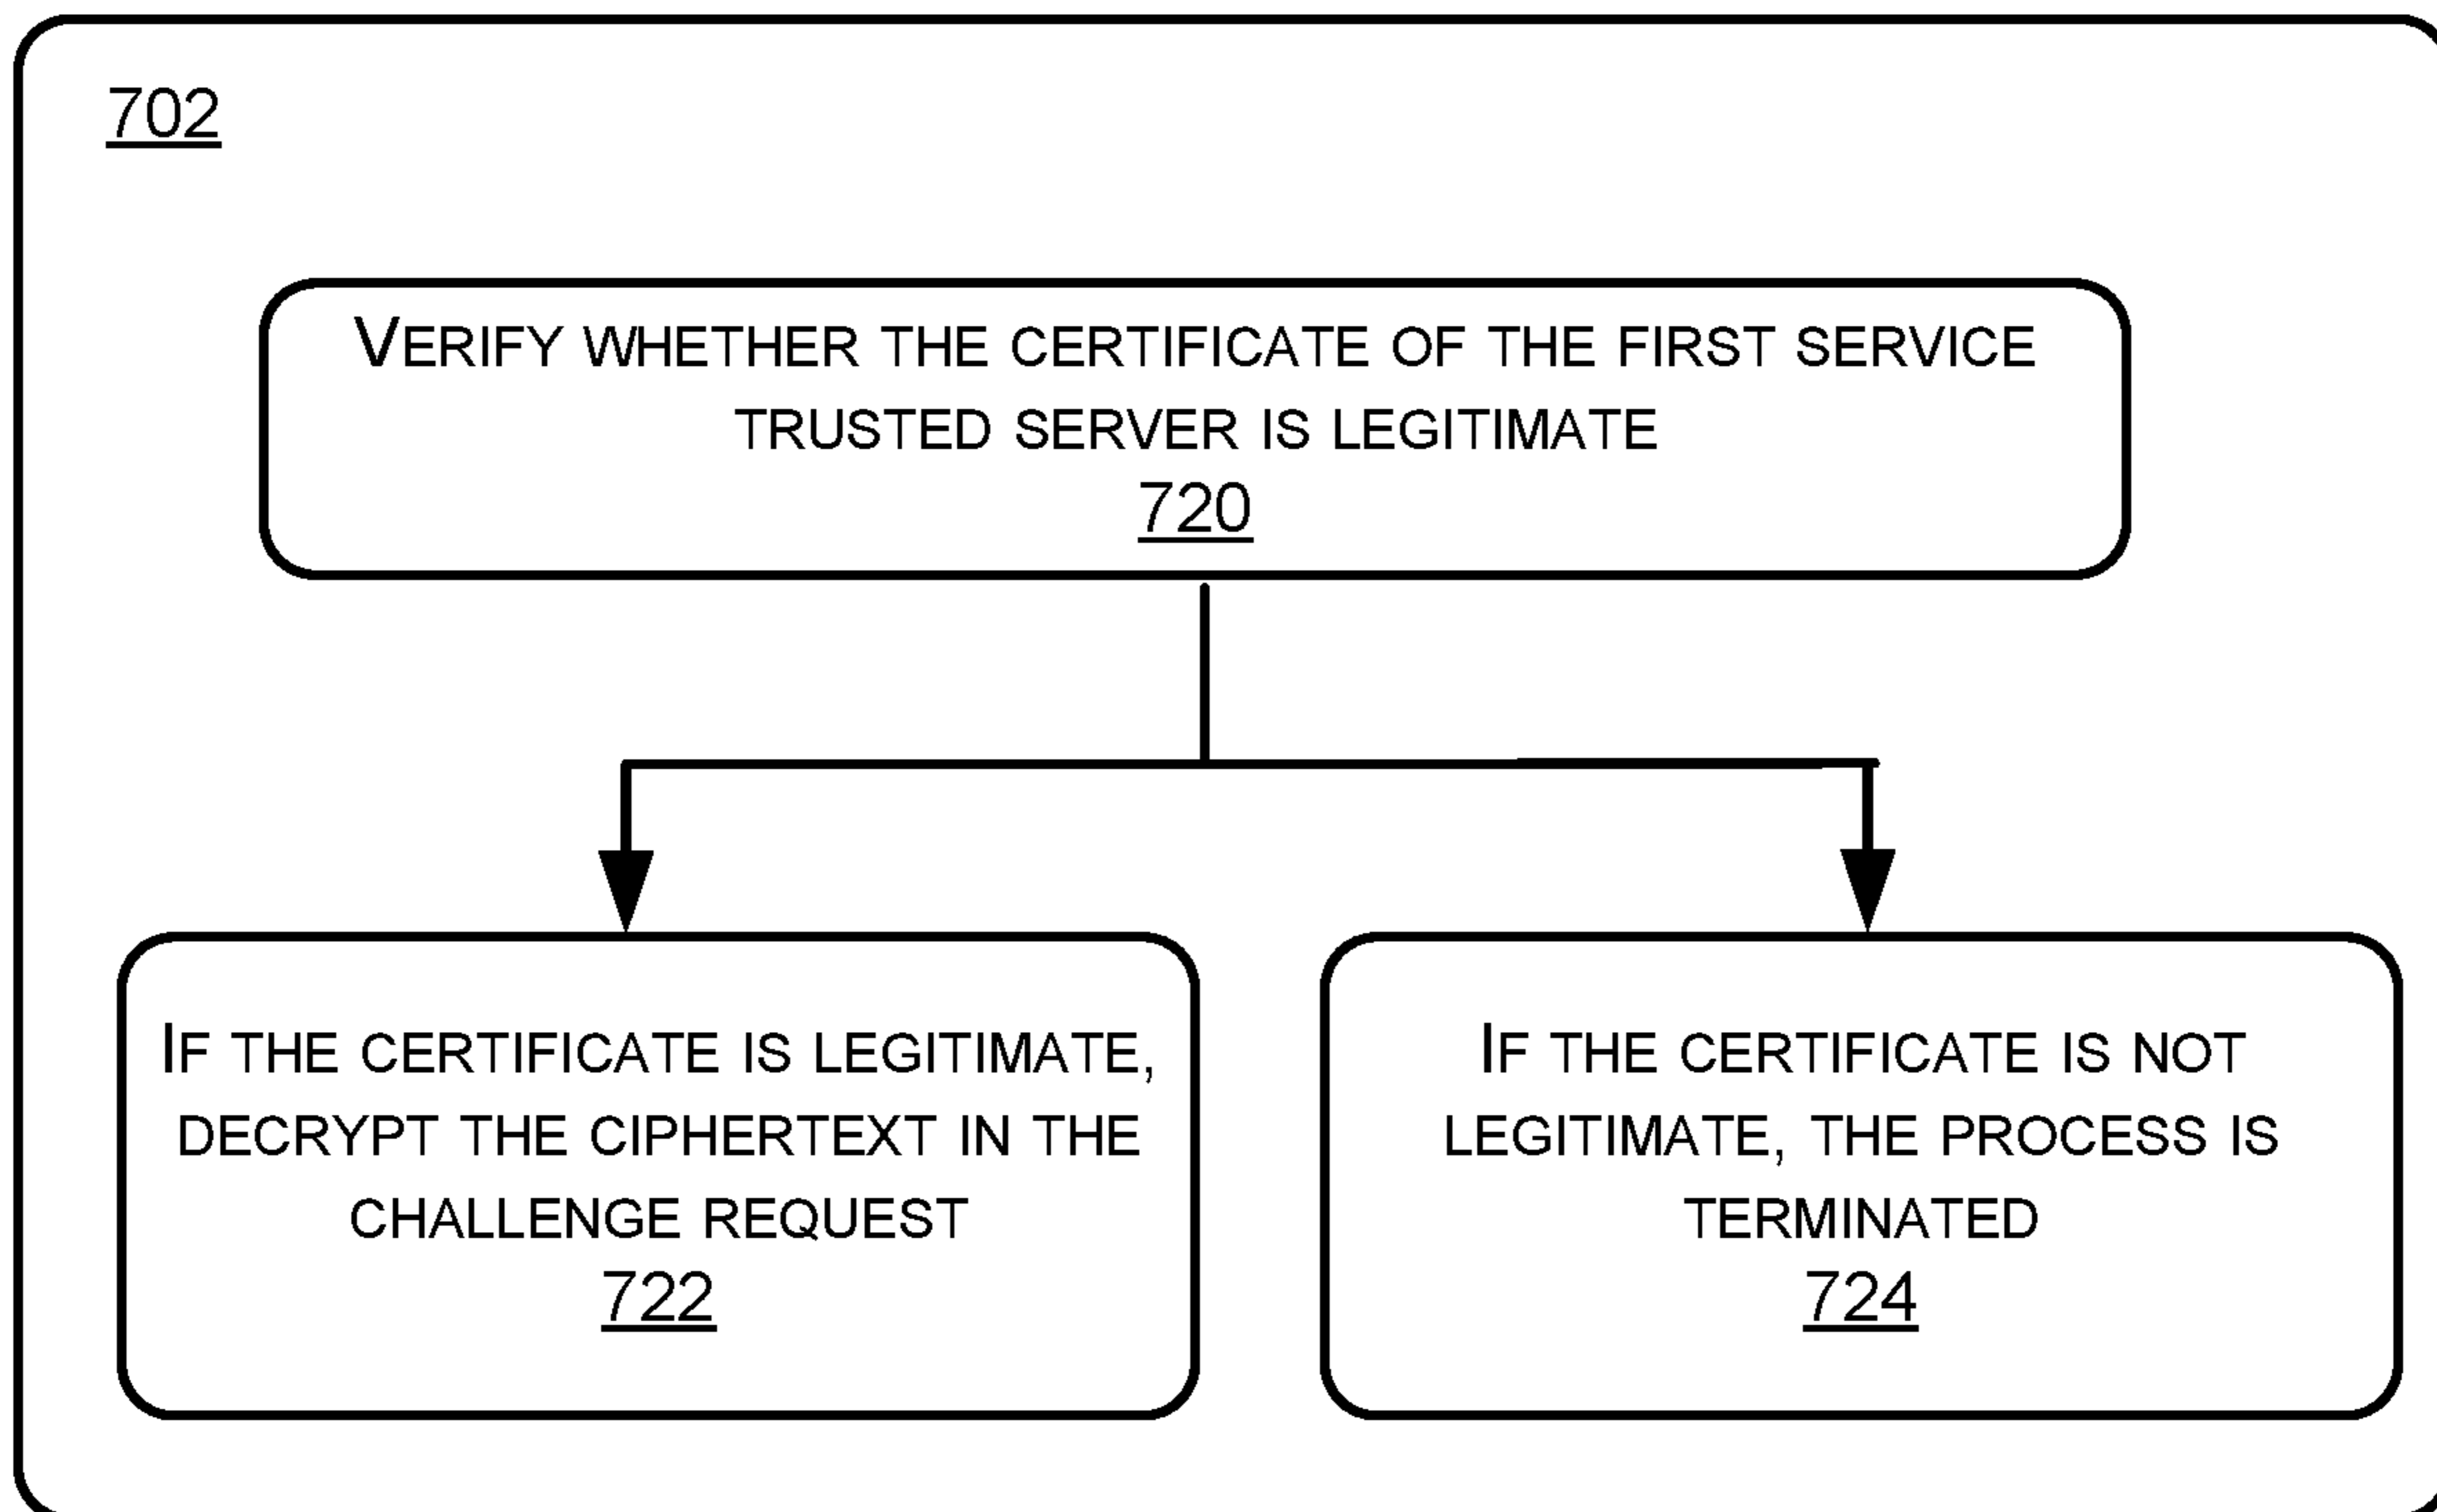 702
Verify whether the certificate of the first service
trusted server is legitimate
720
If the certificate is legitimate,
decrypt the ciphertext in the
challenge request
722
If the certificate is not
legitimate, the process is
terminated
724